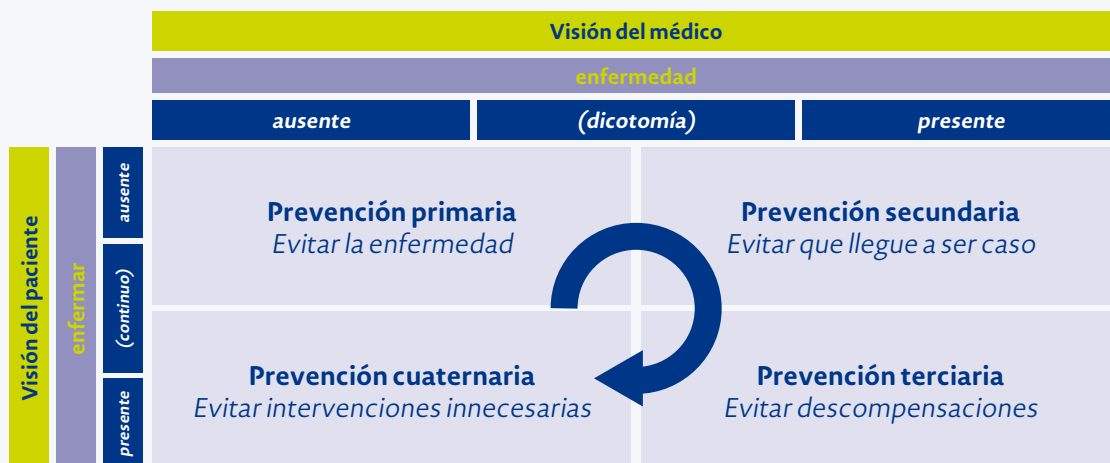 Visión del médico
enfermedad
ausente
(dicotomía)
presente
Visión del paciente
enfermar
ausente
(continuo)
presente
Prevención primaria
Evitar la enfermedad
Prevención secundaria
Evitar que llegue a ser caso
Prevención cuaternaria
Evitar intervenciones innecesarias
Prevención terciaria
Evitar descompensaciones